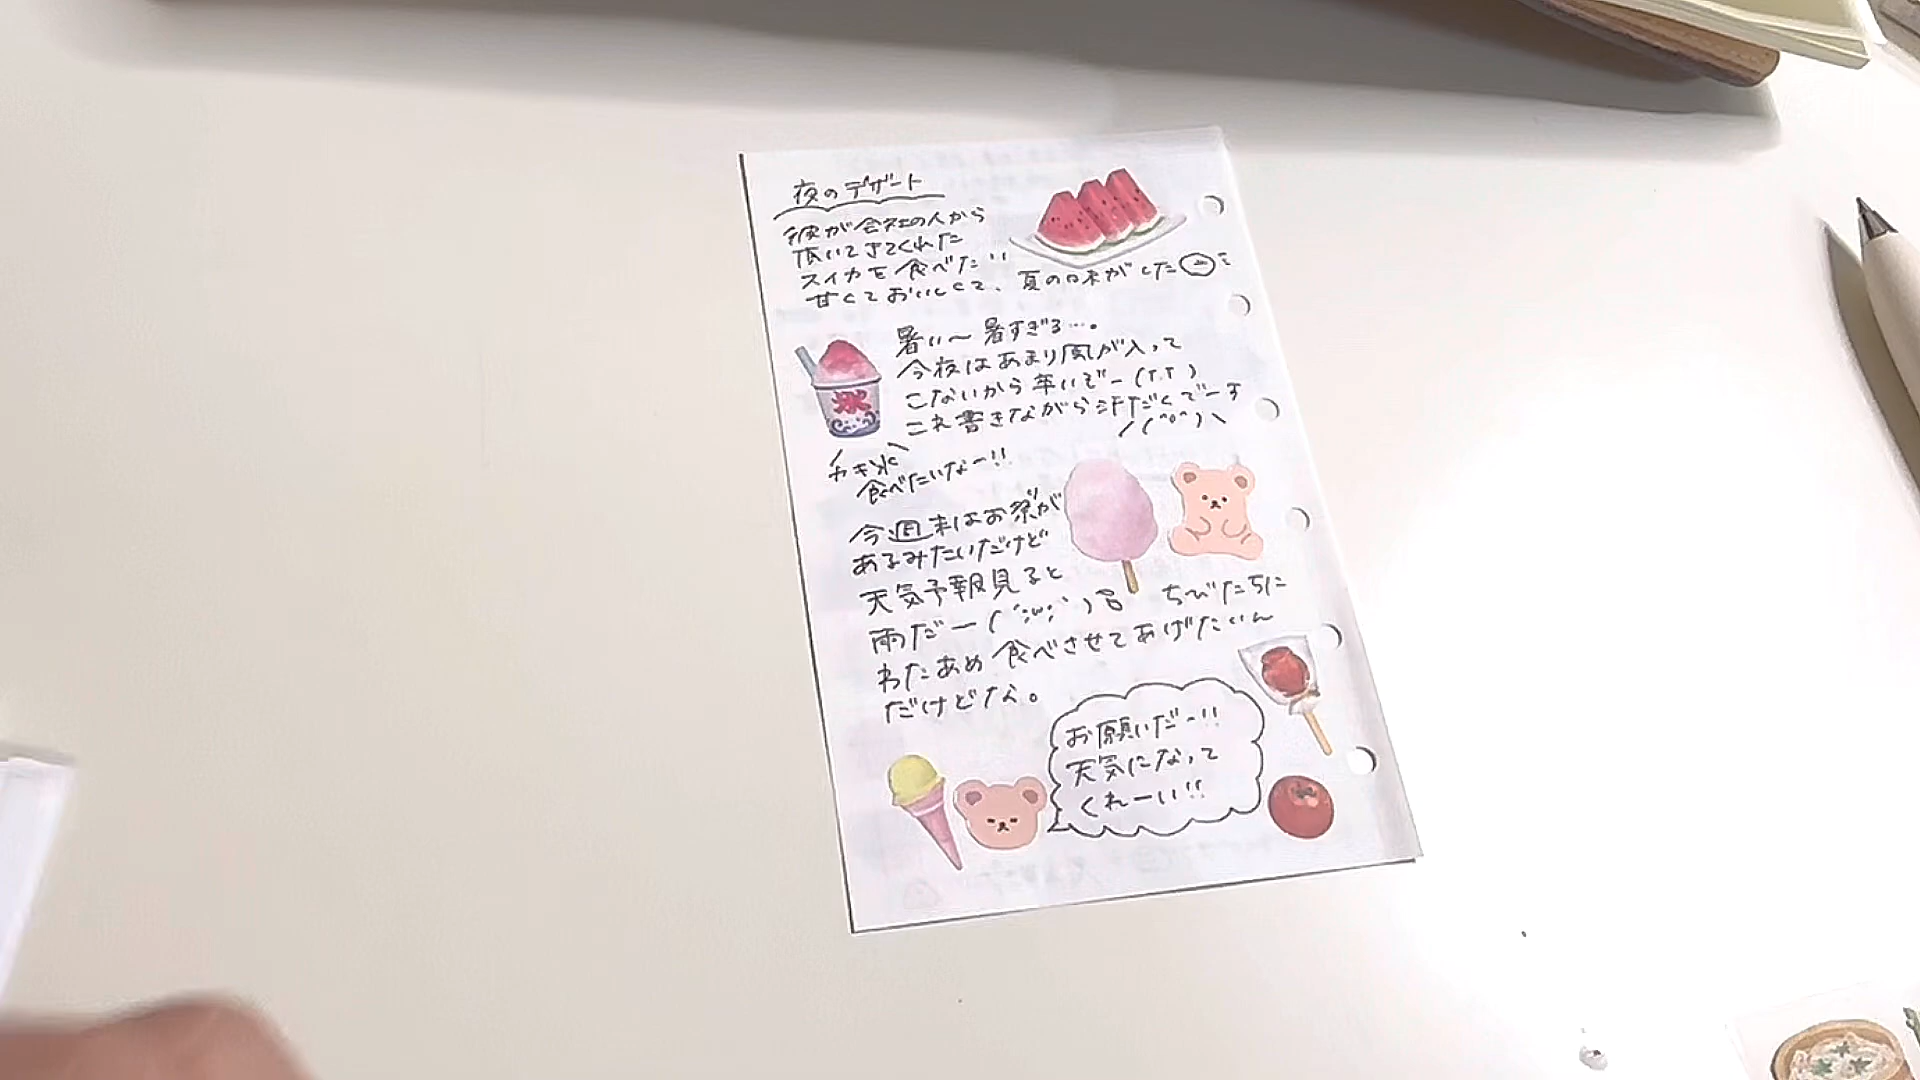 夜のデザート
彼が会社の人から
頂いてきてくれた
スイカを食べた!!
甘くておいしくて、夏の味がした
暑い〜暑すぎる…。
今夜はあまり風が入って
こないから辛いぞー(T.T)
これ書きながら汗だくでーす
\(^o^)/
氷
かき氷
食べたいなー!!
今週末はお祭が
あるみたいだけど
天気予報見ると
雨だー(´;ω;`)
ちびたちに
わたあめ食べさせてあげたいん
だけどな。
お願いだー!!
天気になって
くれーい!!